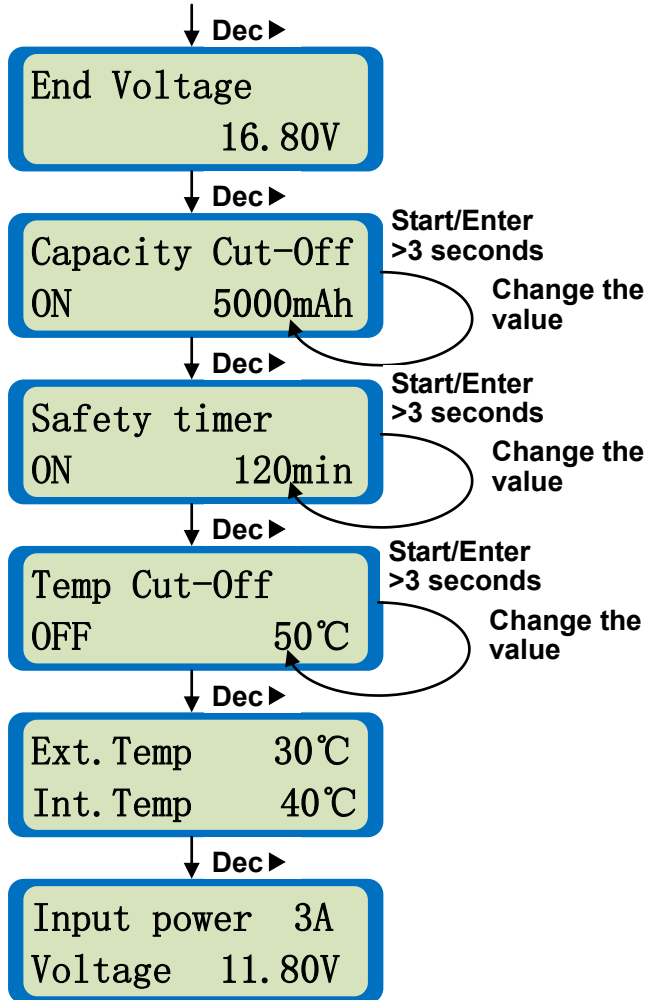 Dec▶
End Voltage
16.80V
Dec▶
Capacity Cut-Off
ON 5000mAh
Start/Enter
>3 seconds
Change the
value
Dec▶
Safety timer
ON 120min
Start/Enter
>3 seconds
Change the
value
Dec▶
Temp Cut-Off
OFF 50℃
Start/Enter
>3 seconds
Change the
value
Dec▶
Ext.Temp 30℃
Int.Temp 40℃
Dec▶
Input power 3A
Voltage 11.80V